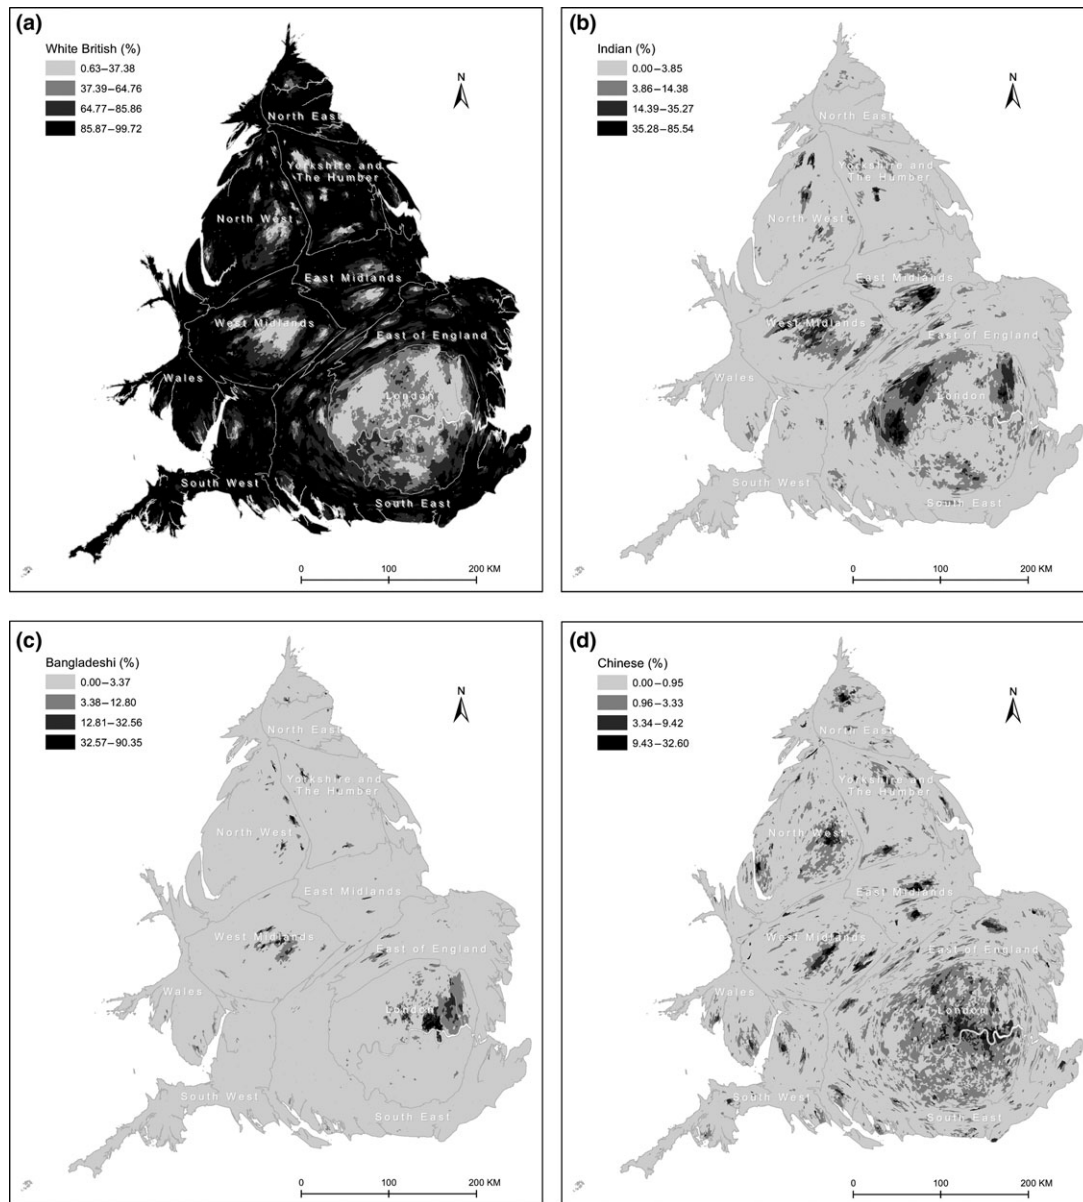 (a)
White British (%)
0.63–37.38
37.39–64.76
64.77–85.86
85.87–99.72
N
North East
Yorkshire and
The Humber
North West
East Midlands
West Midlands
East of England
Wales
London
South West
South East
0 100 200 KM
(b)
Indian (%)
0.00–3.85
3.86–14.38
14.39–35.27
35.28–85.54
N
North East
Yorkshire and
The Humber
North West
East Midlands
West Midlands
East of England
Wales
London
South West
South East
0 100 200 KM
(c)
Bangladeshi (%)
0.00–3.37
3.38–12.80
12.81–32.56
32.57–90.35
N
North East
Yorkshire and
The Humber
North West
East Midlands
West Midlands
East of England
Wales
London
South West
South East
0 100 200 KM
(d)
Chinese (%)
0.00–0.95
0.96–3.33
3.34–9.42
9.43–32.60
N
North East
Yorkshire and
The Humber
North West
East Midlands
West Midlands
East of England
Wales
London
South West
South East
0 100 200 KM